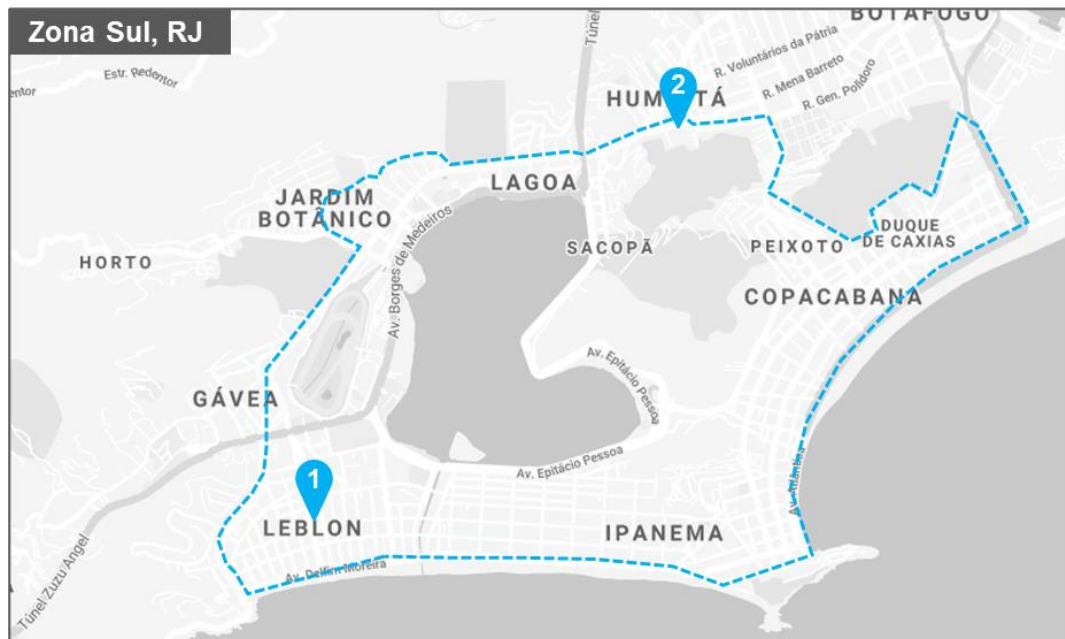 Zona Sul, RJ
BOTAFOGO
Túnel
R. Voluntários da Pátria
Estr. Redentor
R. Mena Barreto
2
R. Gen. Polidoro
LAGOA
JARDIM
BOTÂNICO
Av. Borges de Medeiros
DUQUE
DE CAXIAS
PEIXOTO
SACOPÃ
HORTO
COPACABANA
Av. Epitácio Pessoa
GÁVEA
Av. Epitácio Pessoa
Av. Atlântica
1
LEBLON
IPANEMA
Túnel Zuzu Angel
Av. Delfim Moreira